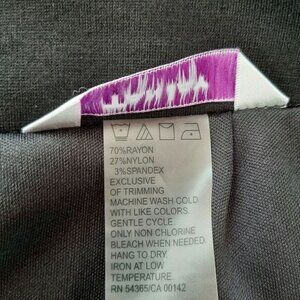 70%RAYON
27%NYLON
3%SPANDEX
EXCLUSIVE
OF TRIMMING
MACHINE WASH COLD
WITH LIKE COLORS.
GENTLE CYCLE
ONLY NON CHLORINE
BLEACH WHEN NEEDED.
HANG TO DRY
IRON AT LOW
TEMPERATURE
RN 54365/CA 00142